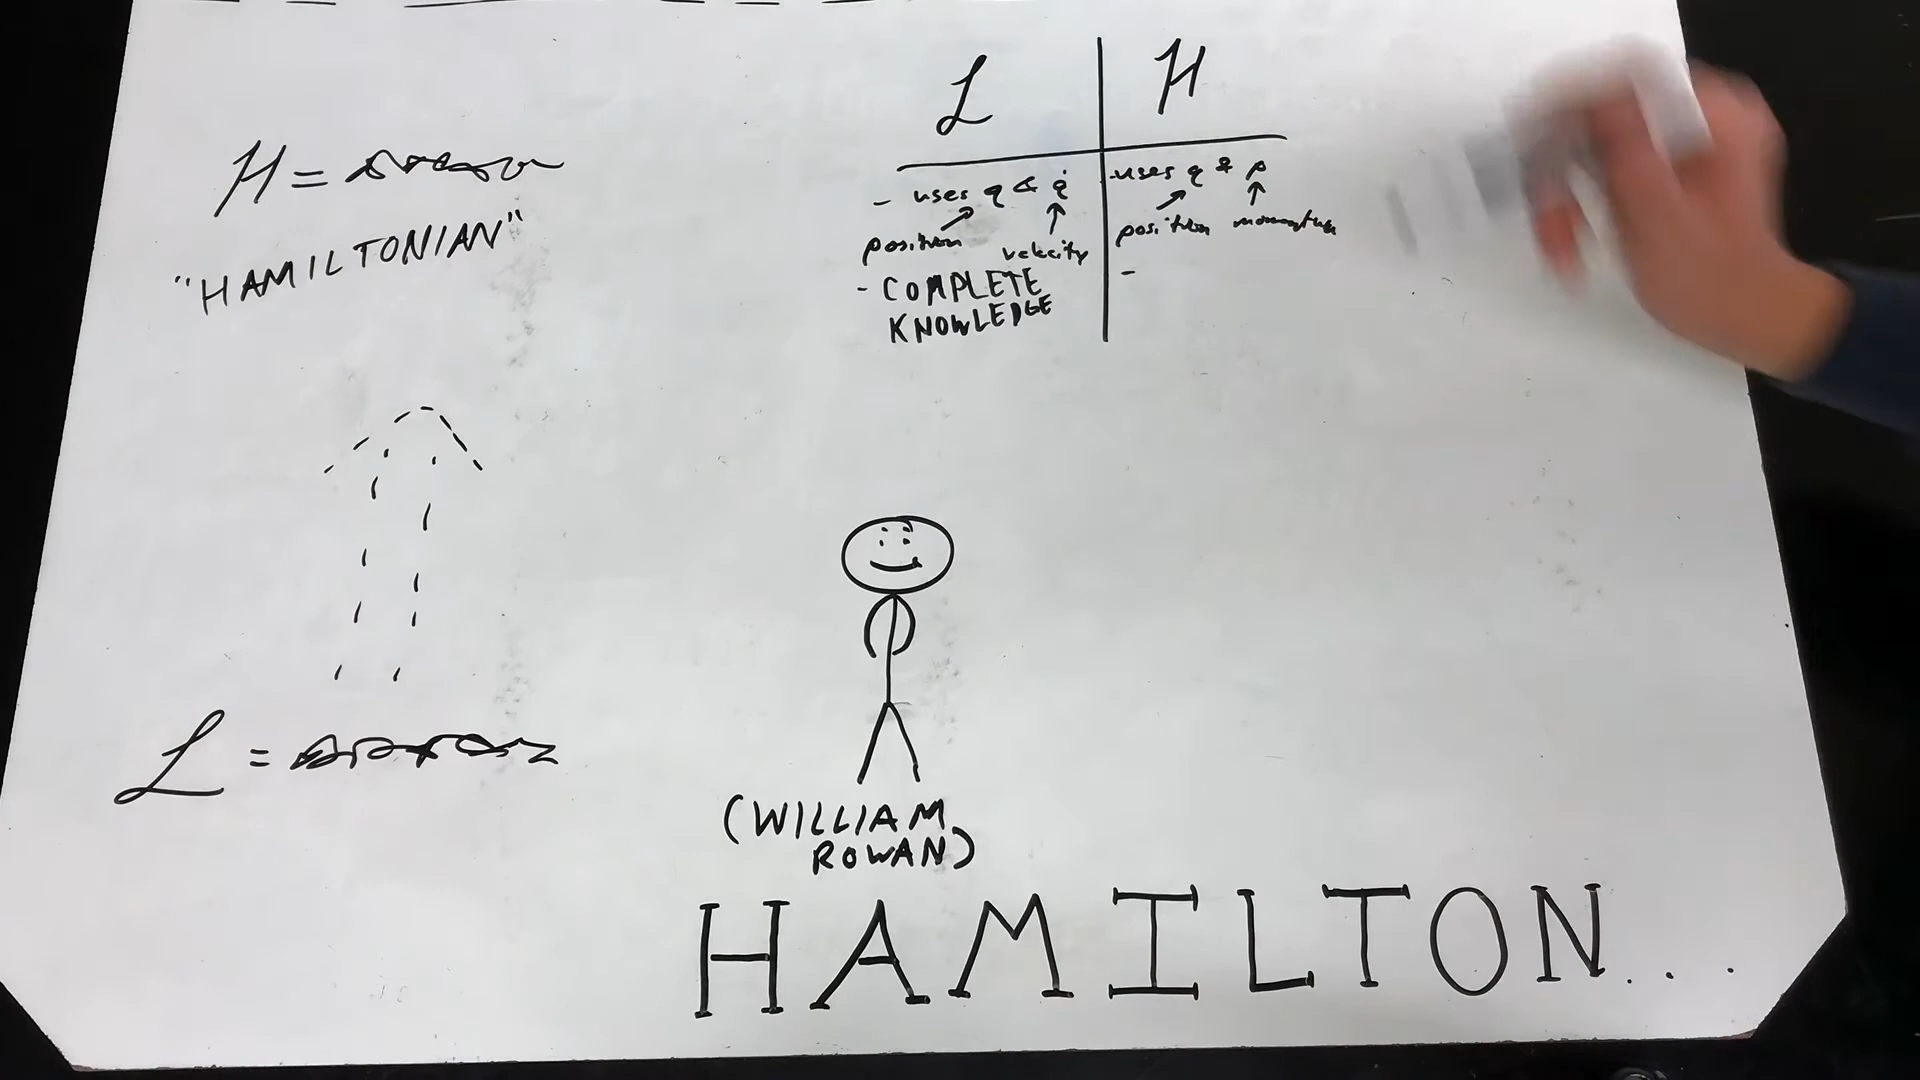 H =
"HAMILTONIAN"
L =
L
- uses q & q̇
position velocity
- COMPLETE
KNOWLEDGE
H
- uses q & p
position momentum
-
(WILLIAM
ROWAN)
HAMILTON...